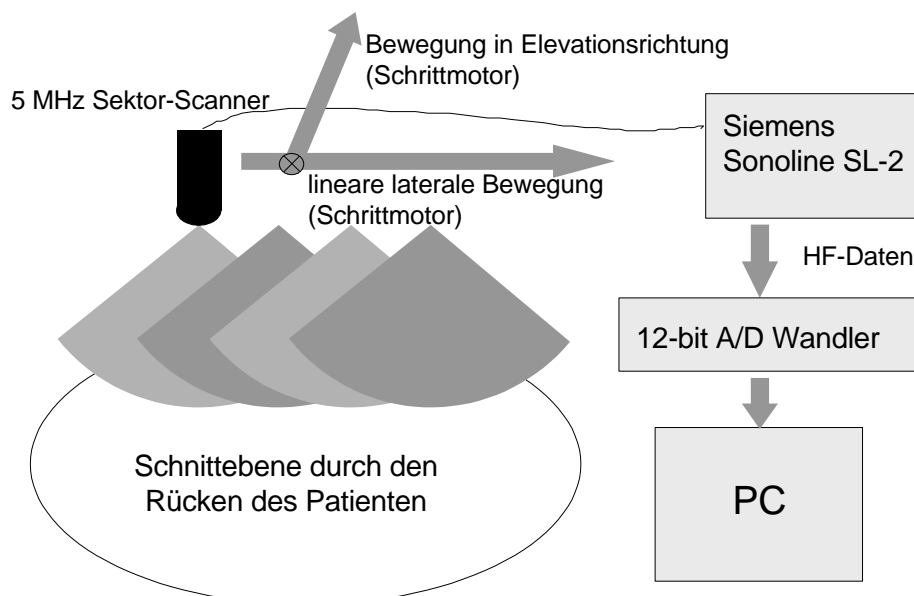 Bewegung in Elevationsrichtung
(Schrittmotor)
5 MHz Sektor-Scanner
lineare laterale Bewegung
(Schrittmotor)
Siemens
Sonoline SL-2
HF-Daten
12-bit A/D Wandler
PC
Schnittebene durch den
Rücken des Patienten